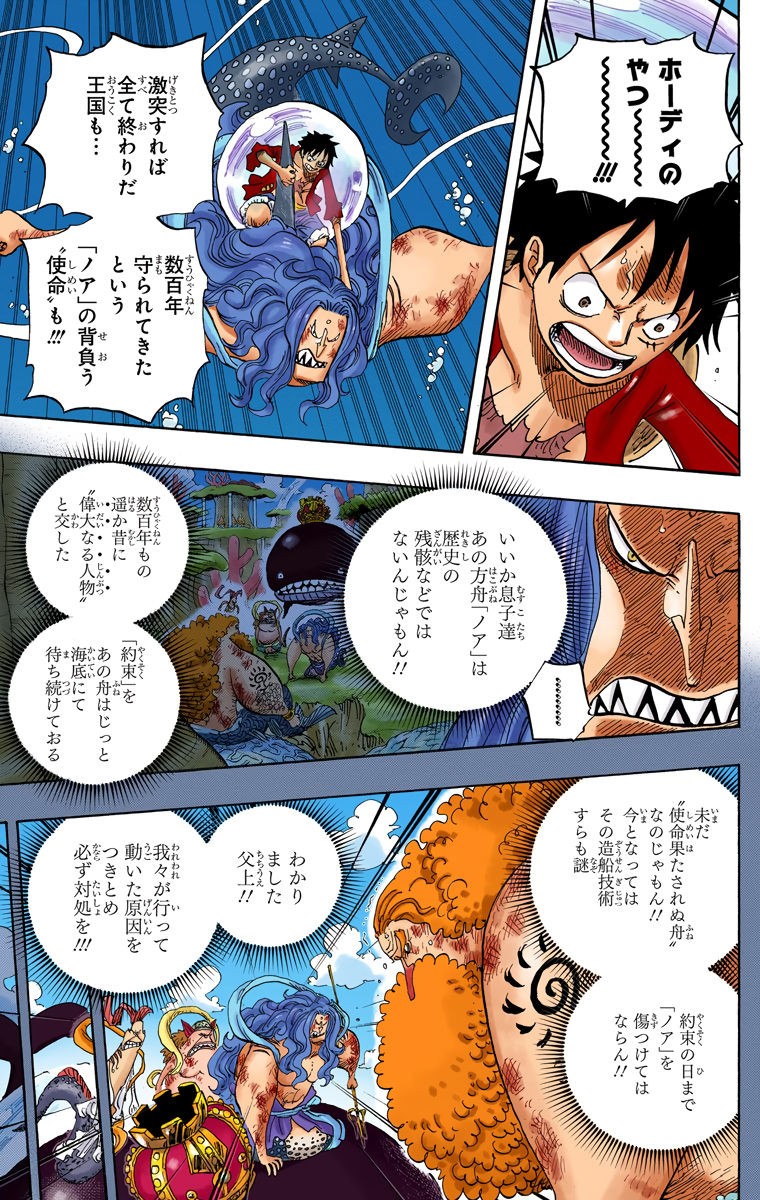 ホーディの
やつ〜〜〜
〜〜〜〜!!!
激突すれば
全て終わりだ
王国も…
数百年
守られてきた
という
「ノア」の背負う
〝使命〟も!!!
いいか息子達
あの方舟「ノア」は
歴史の
残骸などでは
ないんじゃもん!!
…………
数百年もの
遥か昔に
〝偉大なる人物〟
と交した
「約束」を
あの舟はじっと
海底にて
待ち続けておる
未だ
〝使命果たされぬ舟〟
なのじゃもん!!
今となっては
その造船技術
すらも謎
約束の日まで
「ノア」を
傷つけては
ならん!!
わかり
ました
父上!!
我々が行って
動いた原因を
つきとめ
必ず対処を!!!